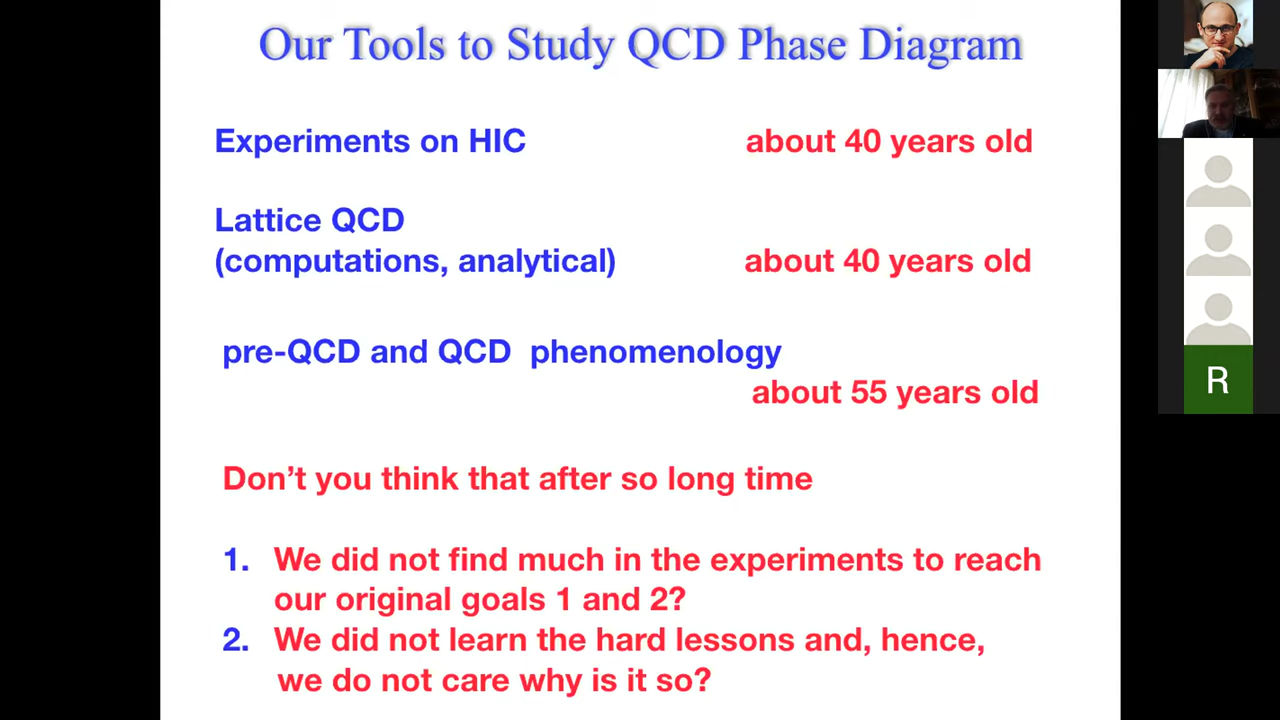 Our Tools to Study QCD Phase Diagram
Experiments on HIC about 40 years old
Lattice QCD
(computations, analytical) about 40 years old
pre-QCD and QCD phenomenology
about 55 years old
Don’t you think that after so long time
1. We did not find much in the experiments to reach
our original goals 1 and 2?
2. We did not learn the hard lessons and, hence,
we do not care why is it so?
R